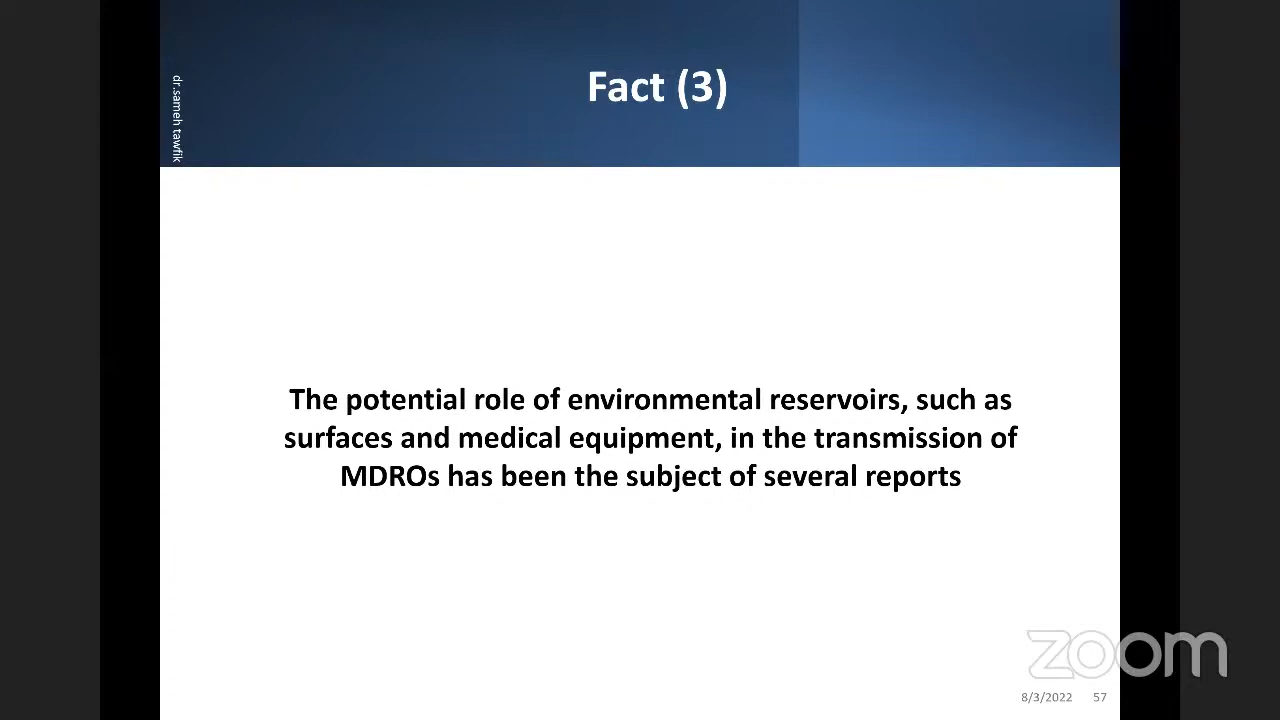 Fact (3)
dr.sameh tawfik
The potential role of environmental reservoirs, such as
surfaces and medical equipment, in the transmission of
MDROs has been the subject of several reports
zoom
8/3/2022 57